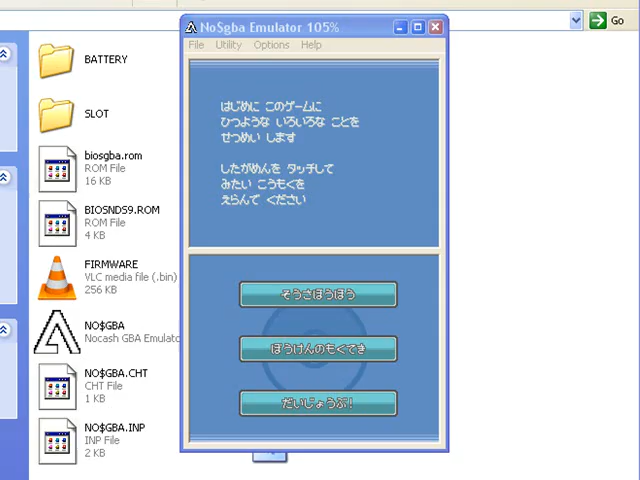 No$gba Emulator 105%
File Utility Options Help
Go
はじめに このゲームに
ひつような いろいろな ことを
せつめい します
したがめんを タッチして
みたい こうもくを
えらんで ください
そうさほうほう
ぼうけんのもくてき
だいじょうぶ!
BATTERY
SLOT
biosgba.rom
ROM File
16 KB
BIOSNDS9.ROM
ROM File
4 KB
FIRMWARE
VLC media file (.bin)
256 KB
NO$GBA
Nocash GBA Emulato
NO$GBA.CHT
CHT File
1 KB
NO$GBA.INP
INP File
2 KB